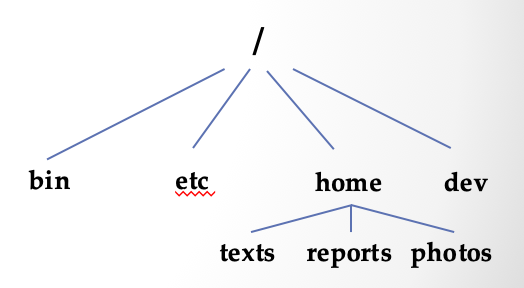 /
bin etc home dev
texts reports photos